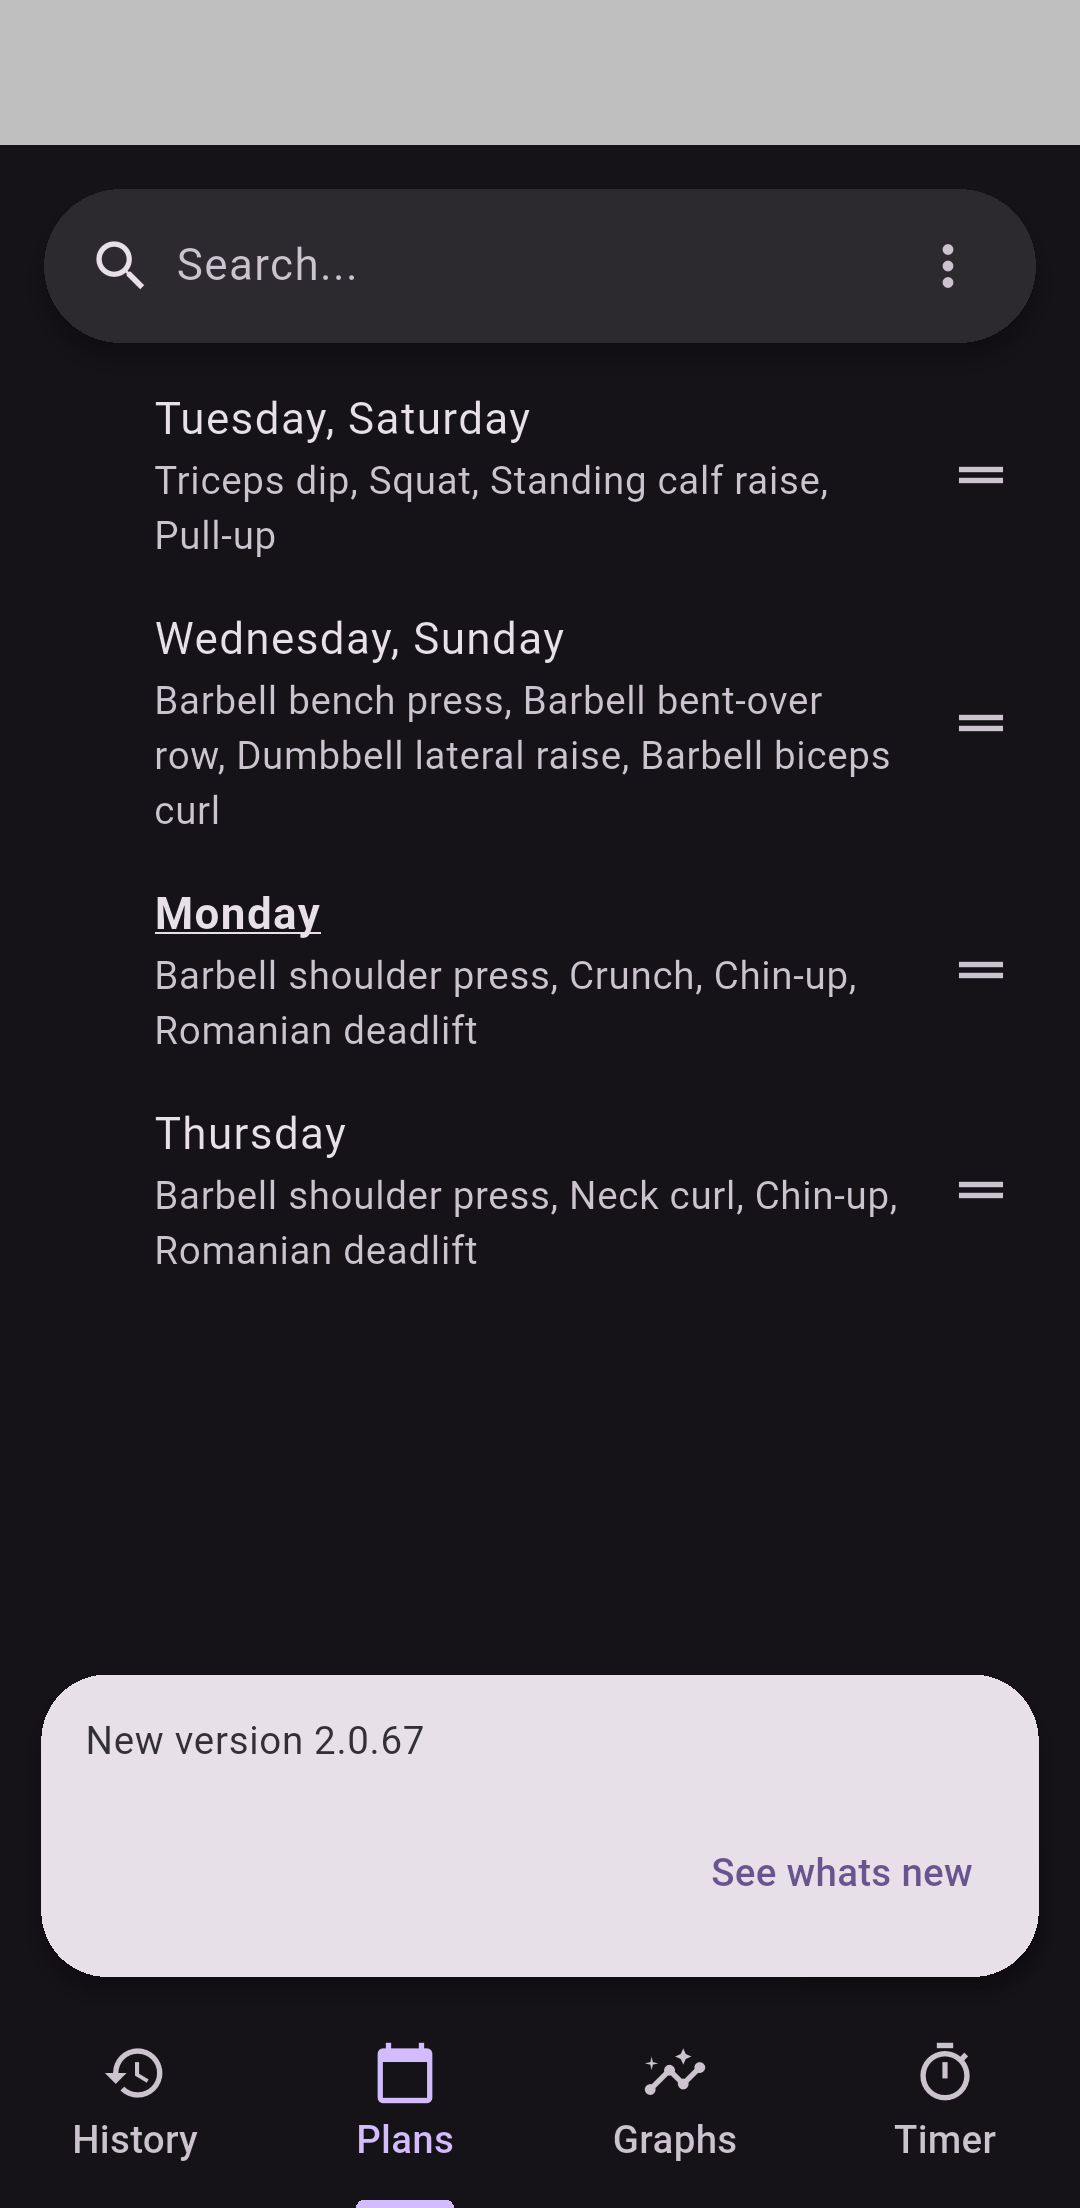 Search...
Tuesday, Saturday
Triceps dip, Squat, Standing calf raise,
Pull-up
Wednesday, Sunday
Barbell bench press, Barbell bent-over
row, Dumbbell lateral raise, Barbell biceps
curl
Monday
Barbell shoulder press, Crunch, Chin-up,
Romanian deadlift
Thursday
Barbell shoulder press, Neck curl, Chin-up,
Romanian deadlift
New version 2.0.67
See whats new
History
Plans
Graphs
Timer